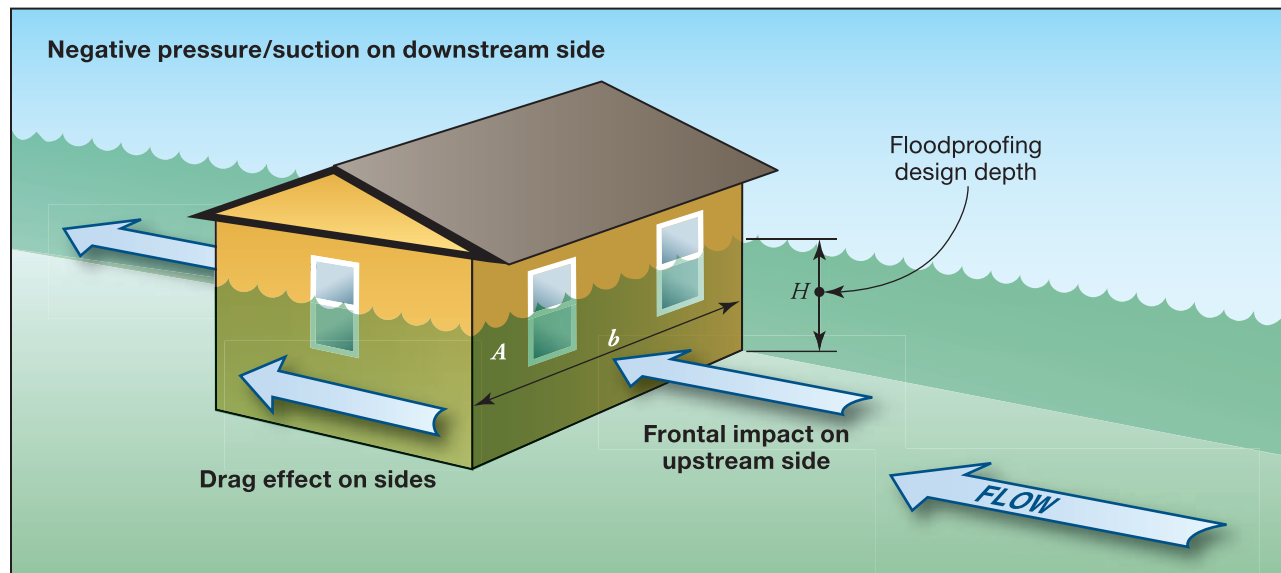 Negative pressure/suction on downstream side
Floodproofing
design depth
H
A
b
Frontal impact on
upstream side
Drag effect on sides
FLOW